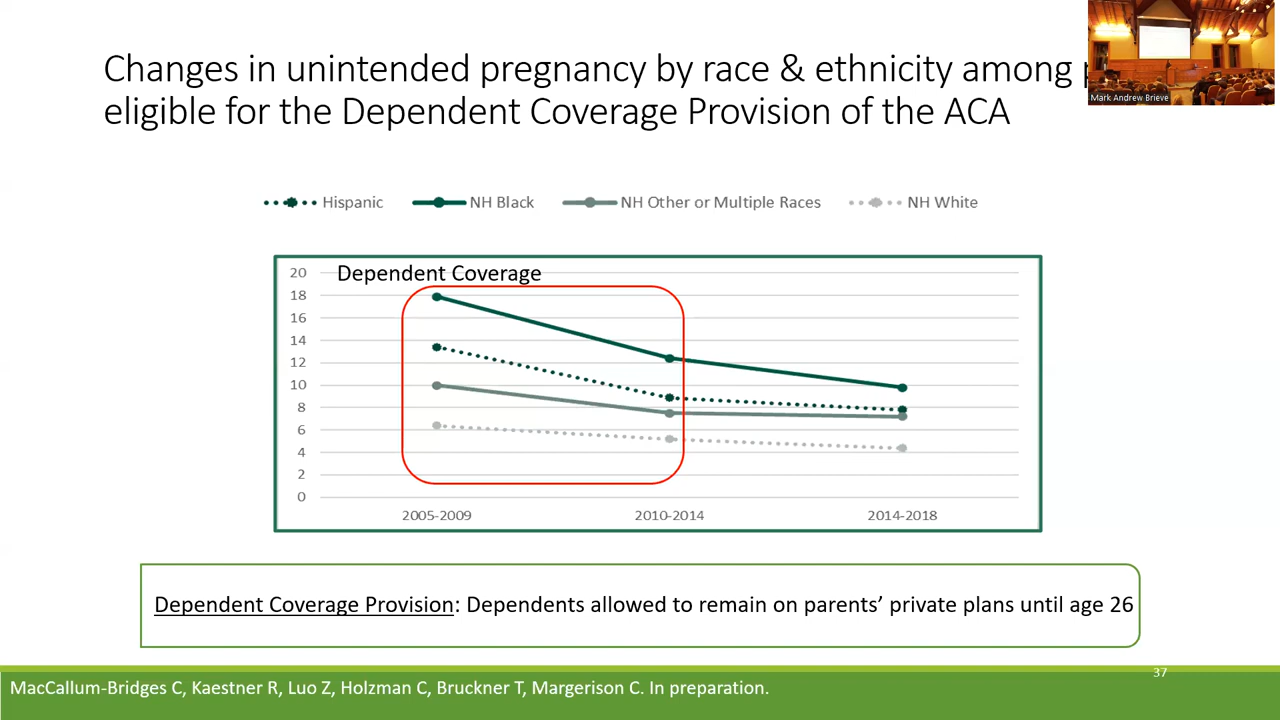 Changes in unintended pregnancy by race & ethnicity among
eligible for the Dependent Coverage Provision of the ACA
Mark Andrew Brieve
Hispanic NH Black NH Other or Multiple Races NH White
Dependent Coverage
20
18
16
14
12
10
8
6
4
2
0
2005-2009 2010-2014 2014-2018
Dependent Coverage Provision: Dependents allowed to remain on parents’ private plans until age 26
37
MacCallum-Bridges C, Kaestner R, Luo Z, Holzman C, Bruckner T, Margerison C. In preparation.